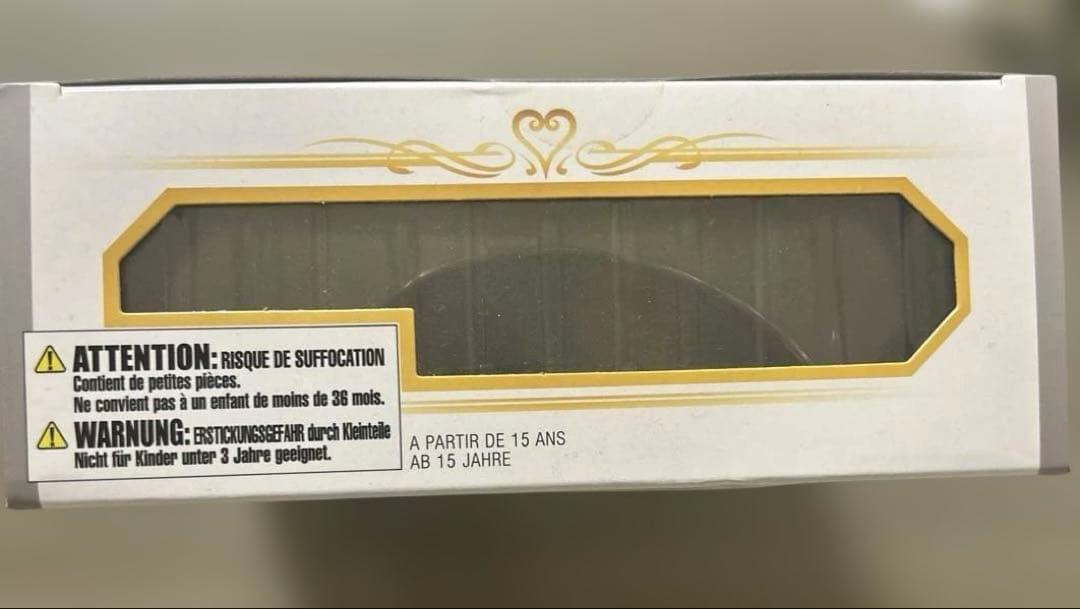 ATTENTION: RISQUE DE SUFFOCATION
Contient de petites pièces.
Ne convient pas à un enfant de moins de 36 mois.
WARNUNG: ERSTICKUNGSGEFAHR durch Kleinteile
Nicht für Kinder unter 3 Jahre geeignet.
A PARTIR DE 15 ANS
AB 15 JAHRE